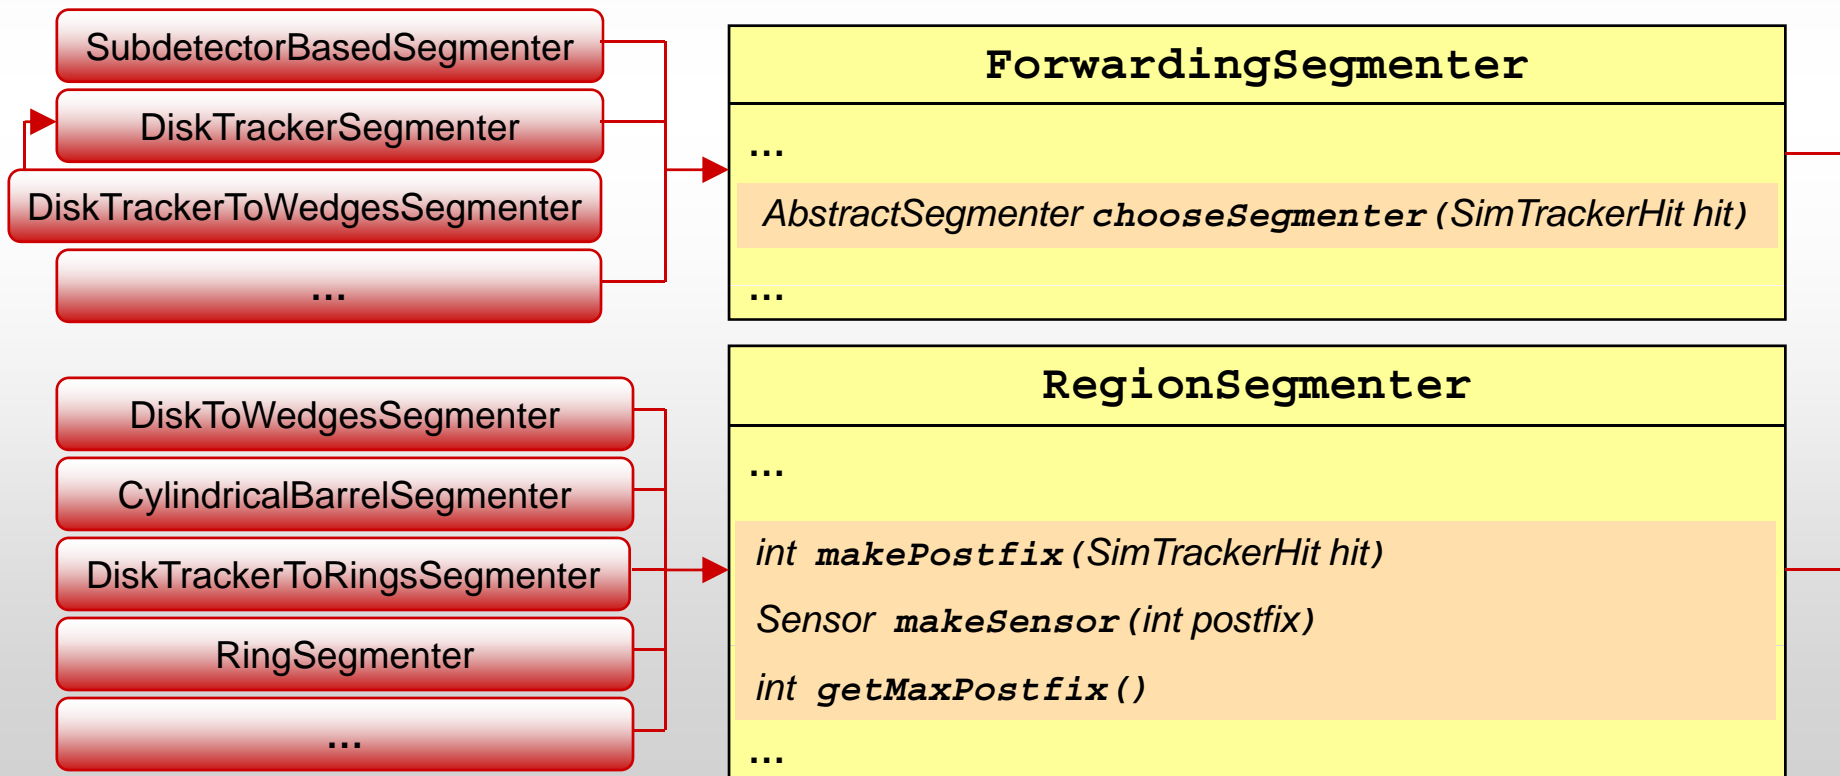 SubdetectorBasedSegmenter
DiskTrackerSegmenter
DiskTrackerToWedgesSegmenter
...
ForwardingSegmenter
...
AbstractSegmenter chooseSegmenter(SimTrackerHit hit)
...
DiskToWedgesSegmenter
CylindricalBarrelSegmenter
DiskTrackerToRingsSegmenter
RingSegmenter
...
RegionSegmenter
...
int makePostfix(SimTrackerHit hit)
Sensor makeSensor(int postfix)
int getMaxPostfix()
...